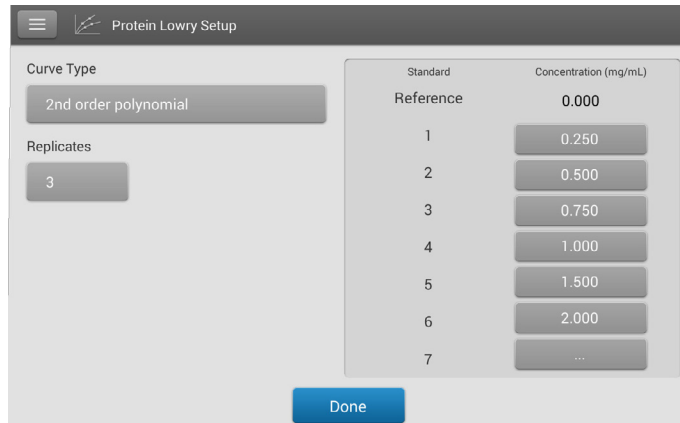 Protein Lowry Setup
Curve Type
2nd order polynomial
Replicates
3
Standard Concentration (mg/mL)
Reference 0.000
1 0.250
2 0.500
3 0.750
4 1.000
5 1.500
6 2.000
7 ...
Done